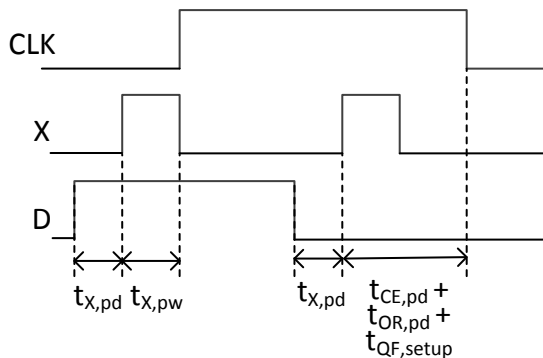 CLK
X
D
tX,pd
tX,pw
tX,pd
tCE,pd +
tOR,pd +
tQF,setup